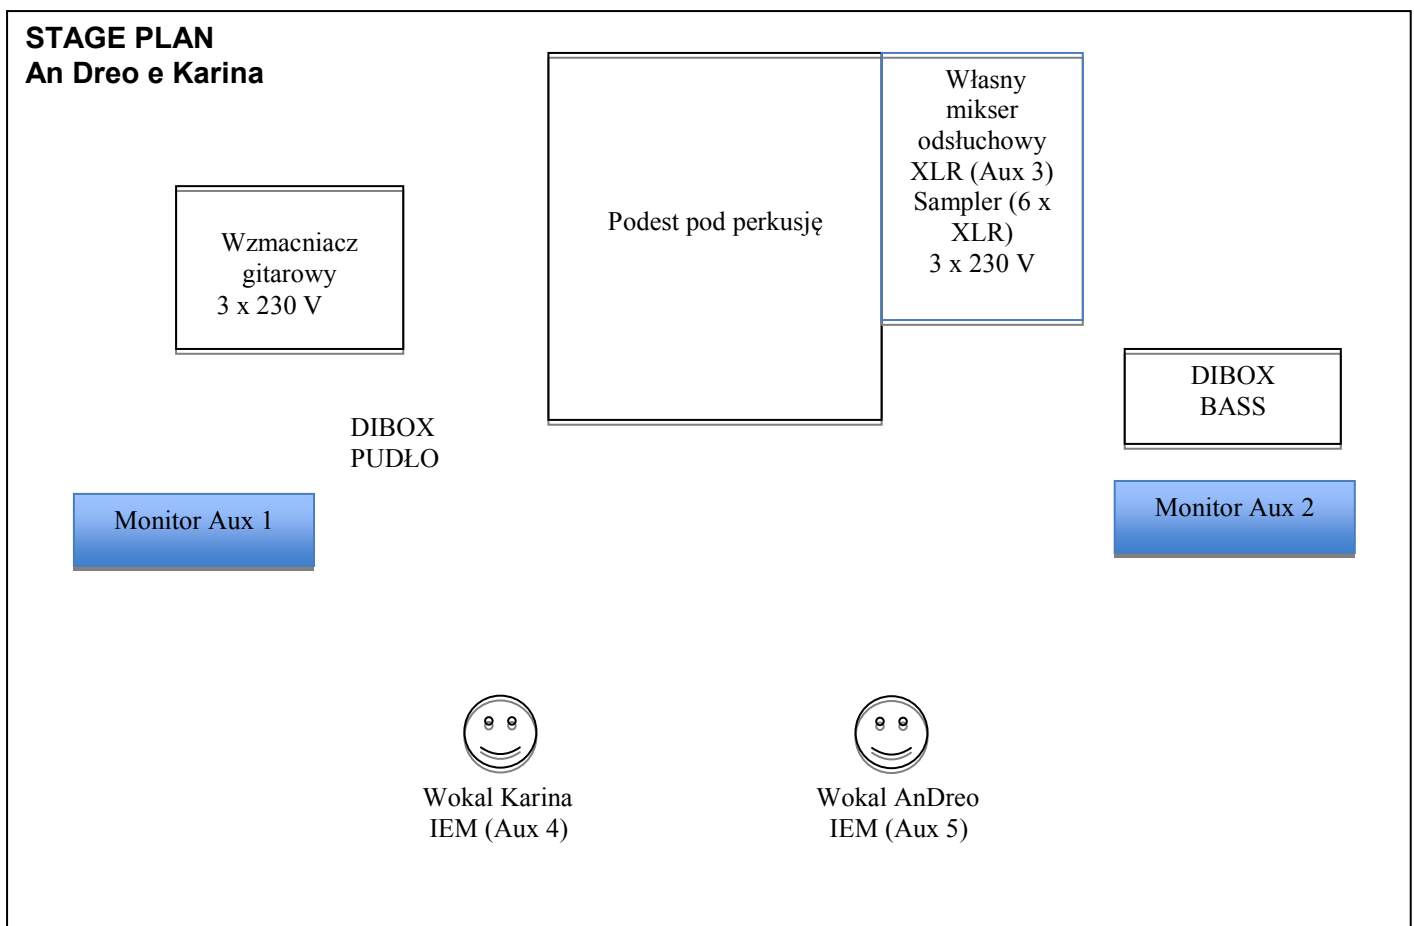 STAGE PLAN
An Dreo e Karina
Własny
mikser
odsłuchowy
XLR (Aux 3)
Sampler (6 x
XLR)
3 x 230 V
Podest pod perkusję
Wzmacniacz
gitarowy
3 x 230 V
DIBOX
BASS
DIBOX
PUDŁO
Monitor Aux 1
Monitor Aux 2
Wokal Karina
IEM (Aux 4)
Wokal AnDreo
IEM (Aux 5)